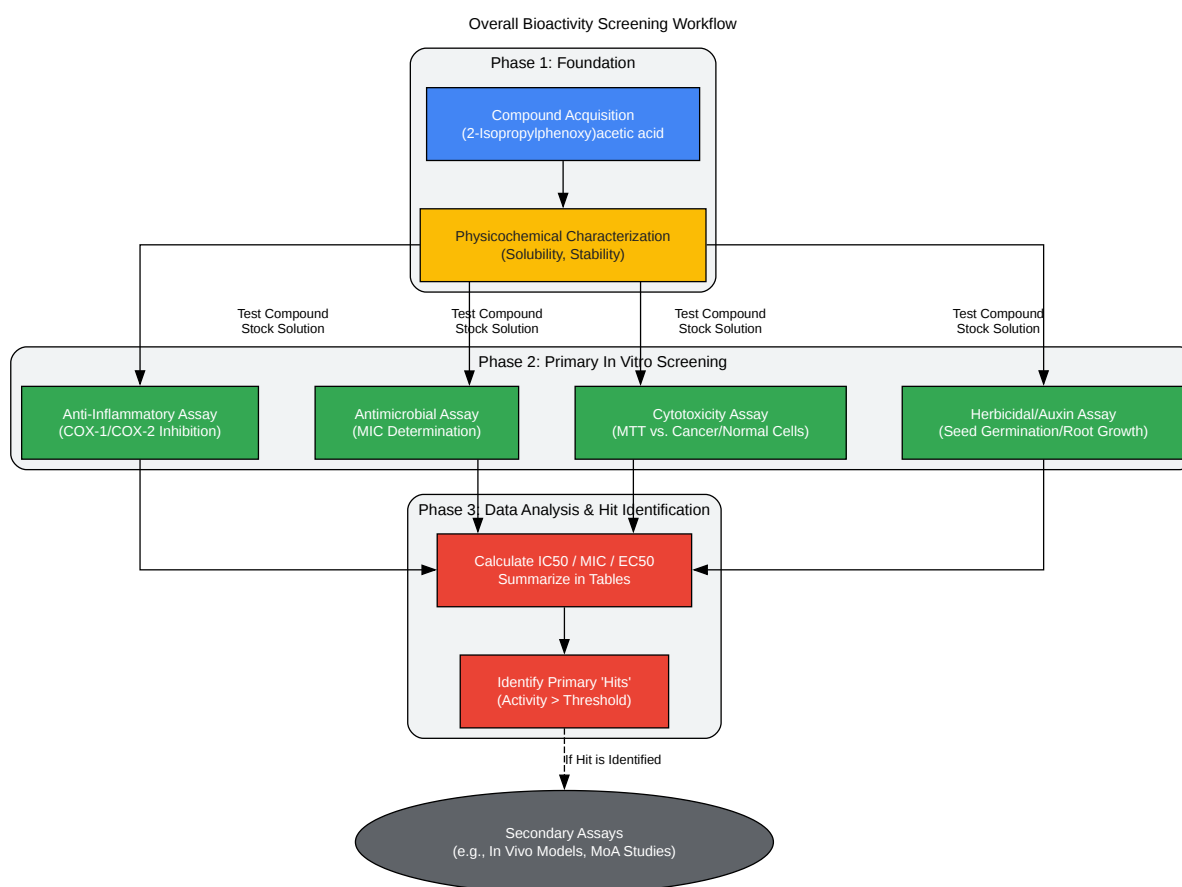 Overall Bioactivity Screening Workflow
Phase 1: Foundation
Compound Acquisition
(2-Isopropylphenoxy)acetic acid
Physicochemical Characterization
(Solubility, Stability)
Test Compound
Stock Solution
Test Compound
Stock Solution
Test Compound
Stock Solution
Test Compound
Stock Solution
Phase 2: Primary In Vitro Screening
Anti-Inflammatory Assay
(COX-1/COX-2 Inhibition)
Antimicrobial Assay
(MIC Determination)
Cytotoxicity Assay
(MTT vs. Cancer/Normal Cells)
Herbicidal/Auxin Assay
(Seed Germination/Root Growth)
Phase 3: Data Analysis & Hit Identification
Calculate IC50 / MIC / EC50
Summarize in Tables
Identify Primary 'Hits'
(Activity > Threshold)
If Hit is Identified
Secondary Assays
(e.g., In Vivo Models, MoA Studies)